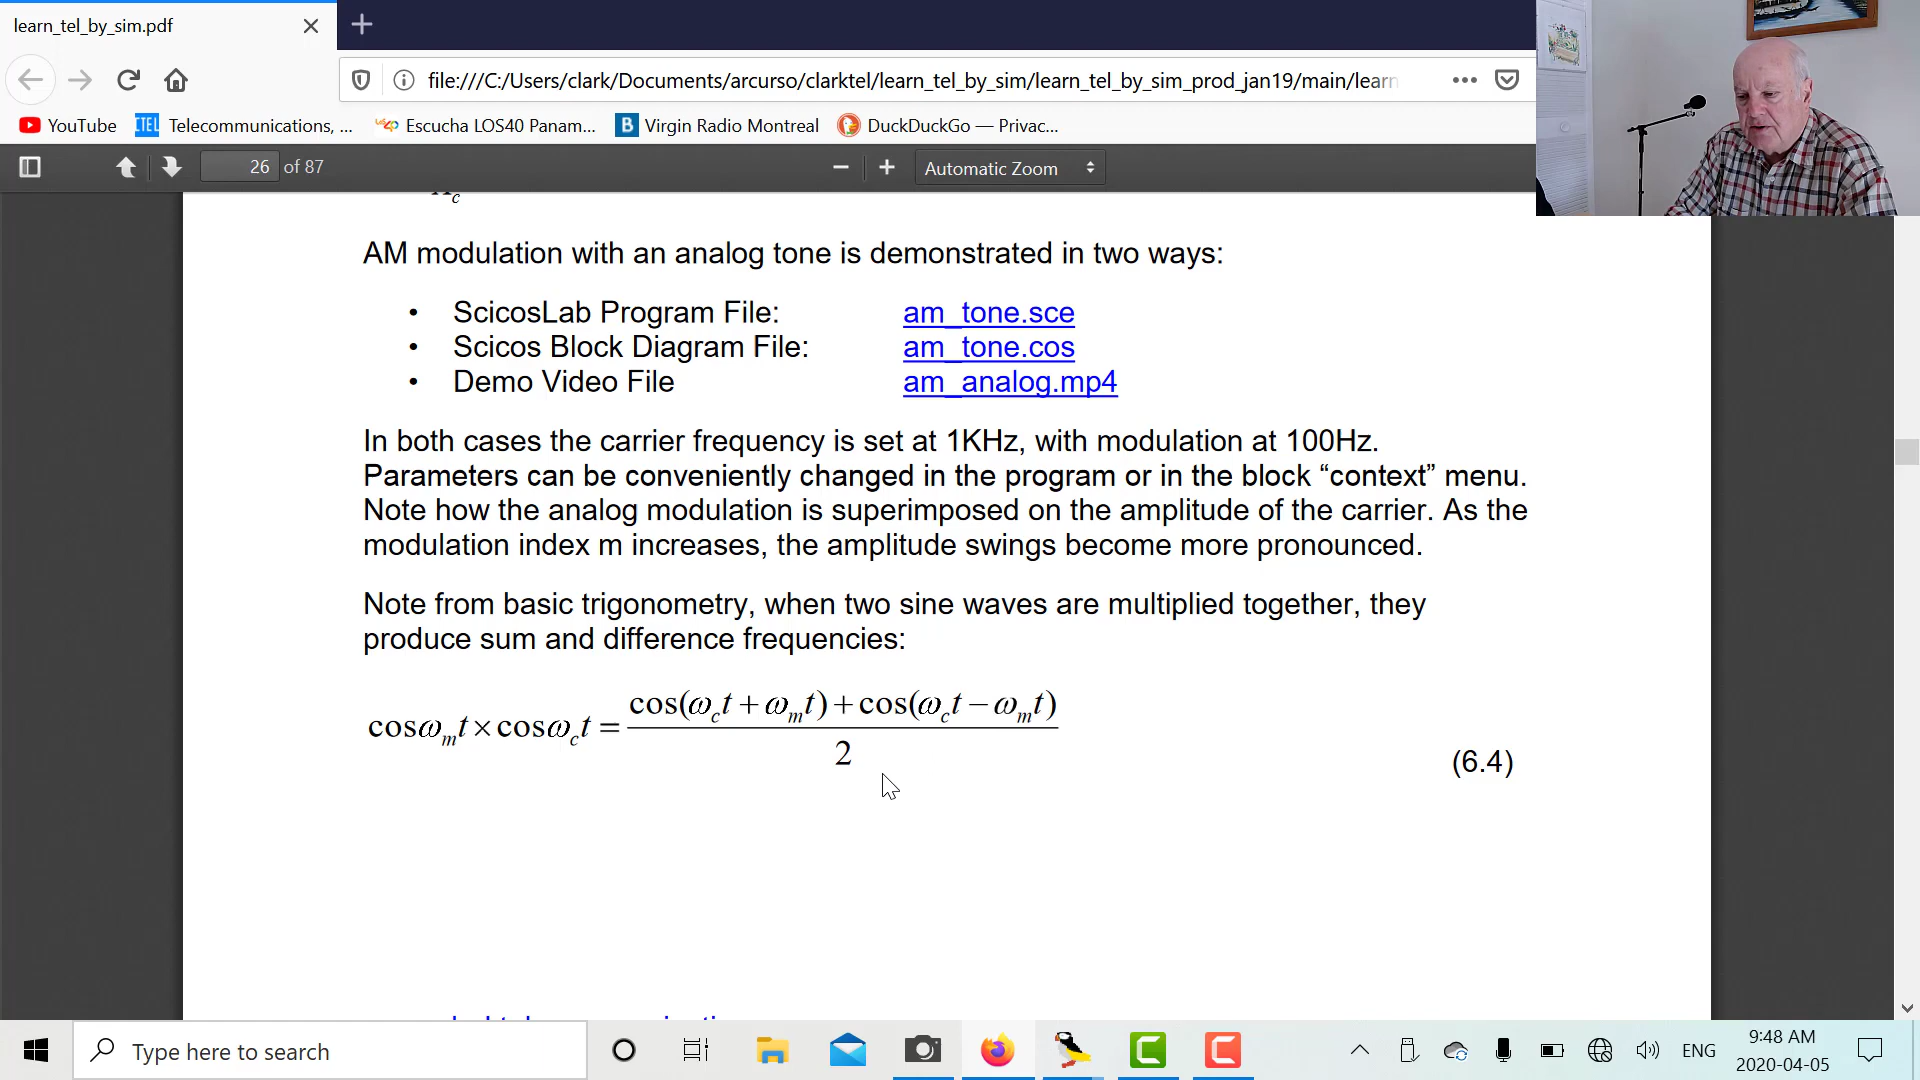 learn_tel_by_sim.pdf
file:///C:/Users/clark/Documents/arcurso/clarktel/learn_tel_by_sim/learn_tel_by_sim_prod_jan19/main/learn
YouTube CTEL Telecommunications, ... Escucha LOS40 Panam... B Virgin Radio Montreal DuckDuckGo — Privac...
26 of 87 Automatic Zoom
AM modulation with an analog tone is demonstrated in two ways:
• ScicosLab Program File: am_tone.sce
• Scicos Block Diagram File: am_tone.cos
• Demo Video File am_analog.mp4
In both cases the carrier frequency is set at 1KHz, with modulation at 100Hz.
Parameters can be conveniently changed in the program or in the block “context” menu.
Note how the analog modulation is superimposed on the amplitude of the carrier. As the
modulation index m increases, the amplitude swings become more pronounced.
Note from basic trigonometry, when two sine waves are multiplied together, they
produce sum and difference frequencies:
cosω_m t × cosω_c t = cos(ω_c t + ω_m t) + cos(ω_c t − ω_m t)
2
(6.4)
Type here to search
ENG
9:48 AM
2020-04-05